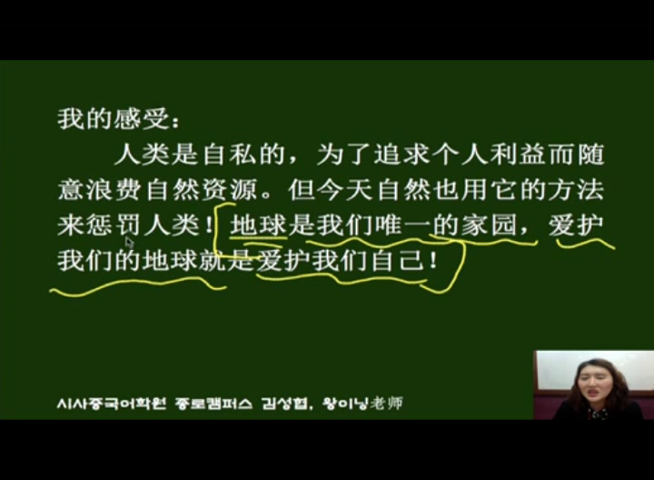 我的感受：
人类是自私的，为了追求个人利益而随
意浪费自然资源。但今天自然也用它的方法
来惩罚人类！地球是我们唯一的家园，爱护
我们的地球就是爱护我们自己！
시사중국어학원 종로캠퍼스 김성협, 왕이닝老师